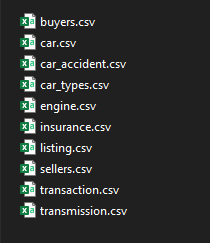 buyers.csv
car.csv
car_accident.csv
car_types.csv
engine.csv
insurance.csv
listing.csv
sellers.csv
transaction.csv
transmission.csv